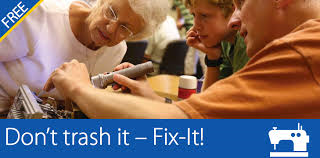 FREE
Don't trash it – Fix-It!